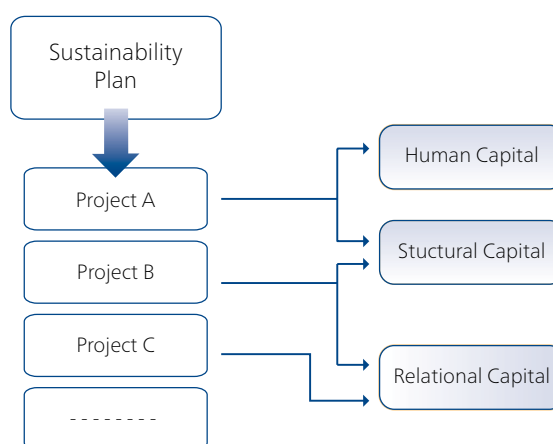 Sustainability
Plan
Project A
Project B
Project C
- - - - - - - -
Human Capital
Stuctural Capital
Relational Capital